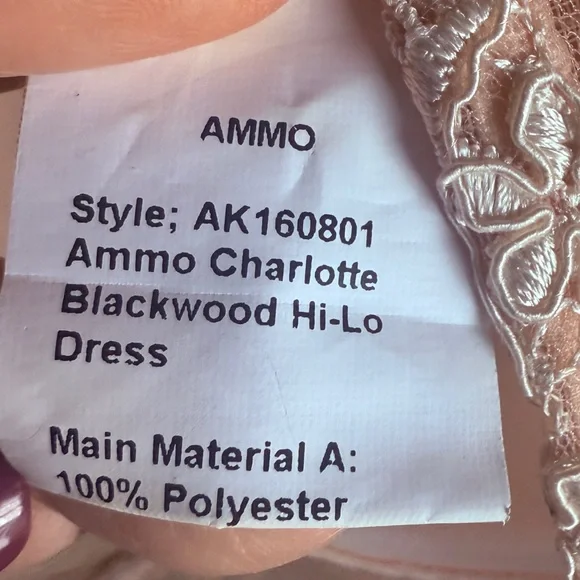 AMMO
Style; AK160801
Ammo Charlotte
Blackwood Hi-Lo
Dress
Main Material A:
100% Polyester